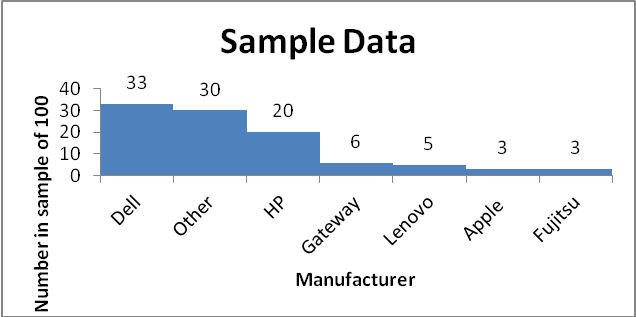 Sample Data
Number in sample of 100
40
30
20
10
0
33
30
20
6
5
3
3
Dell
Other
HP
Gateway
Lenovo
Apple
Fujitsu
Manufacturer